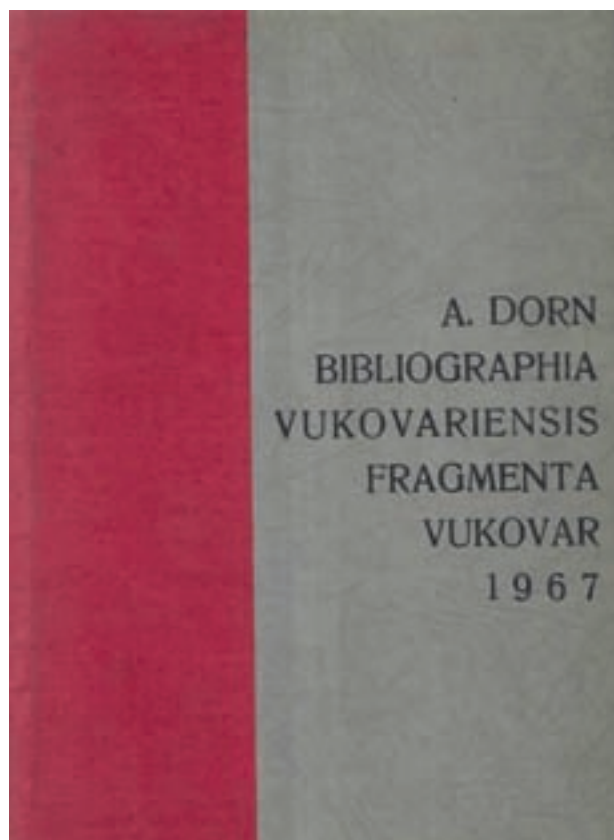 A. DORN
BIBLIOGRAPHIA
VUKOVARIENSIS
FRAGMENTA
VUKOVAR
1967